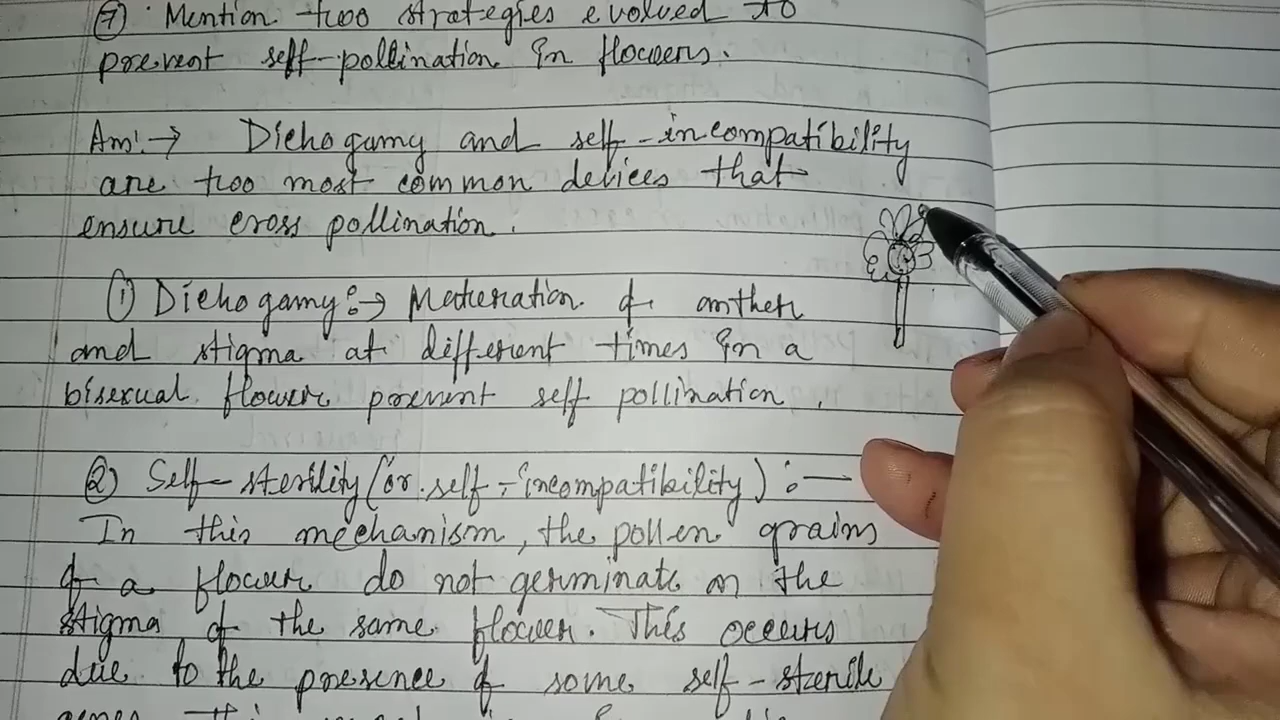 ⑦ Mention two strategies evolved to
prevent self-pollination in flowers.
Ans:→ Dichogamy and self-incompatibility
are two most common devices that
ensure cross pollination.
① Dichogamy:→ Maturation of anther
and stigma at different times in a
bisexual flower prevent self pollination.
② Self-sterility (or self-incompatibility) :—
In this mechanism, the pollen grains
of a flower do not germinate on the
stigma of the same flower. This occurs
due to the presence of some self-sterile
genes